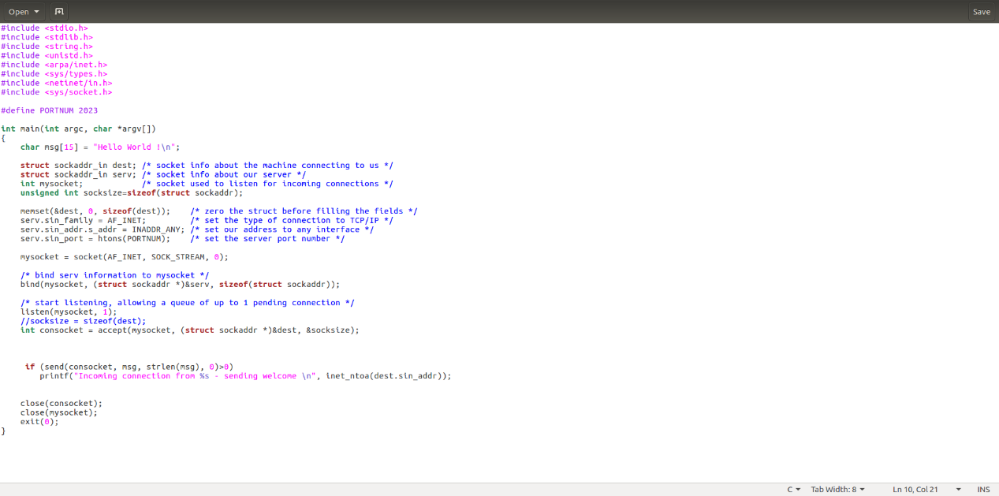 Open
Save
#include <stdio.h>
#include <stdlib.h>
#include <string.h>
#include <unistd.h>
#include <arpa/inet.h>
#include <sys/types.h>
#include <netinet/in.h>
#include <sys/socket.h>
#define PORTNUM 2023
int main(int argc, char *argv[])
{
    char msg[15] = "Hello World !\n";
    struct sockaddr_in dest; /* socket info about the machine connecting to us */
    struct sockaddr_in serv; /* socket info about our server */
    int mysocket;            /* socket used to listen for incoming connections */
    unsigned int socksize=sizeof(struct sockaddr);
    memset(&dest, 0, sizeof(dest));    /* zero the struct before filling the fields */
    serv.sin_family = AF_INET;         /* set the type of connection to TCP/IP */
    serv.sin_addr.s_addr = INADDR_ANY; /* set our address to any interface */
    serv.sin_port = htons(PORTNUM);    /* set the server port number */
    mysocket = socket(AF_INET, SOCK_STREAM, 0);
    /* bind serv information to mysocket */
    bind(mysocket, (struct sockaddr *)&serv, sizeof(struct sockaddr));
    /* start listening, allowing a queue of up to 1 pending connection */
    listen(mysocket, 1);
    //socksize = sizeof(dest);
    int consocket = accept(mysocket, (struct sockaddr *)&dest, &socksize);
     if (send(consocket, msg, strlen(msg), 0)>0)
        printf("Incoming connection from %s - sending welcome \n", inet_ntoa(dest.sin_addr));
    close(consocket);
    close(mysocket);
    exit(0);
}
C Tab Width: 8 Ln 10, Col 21 INS